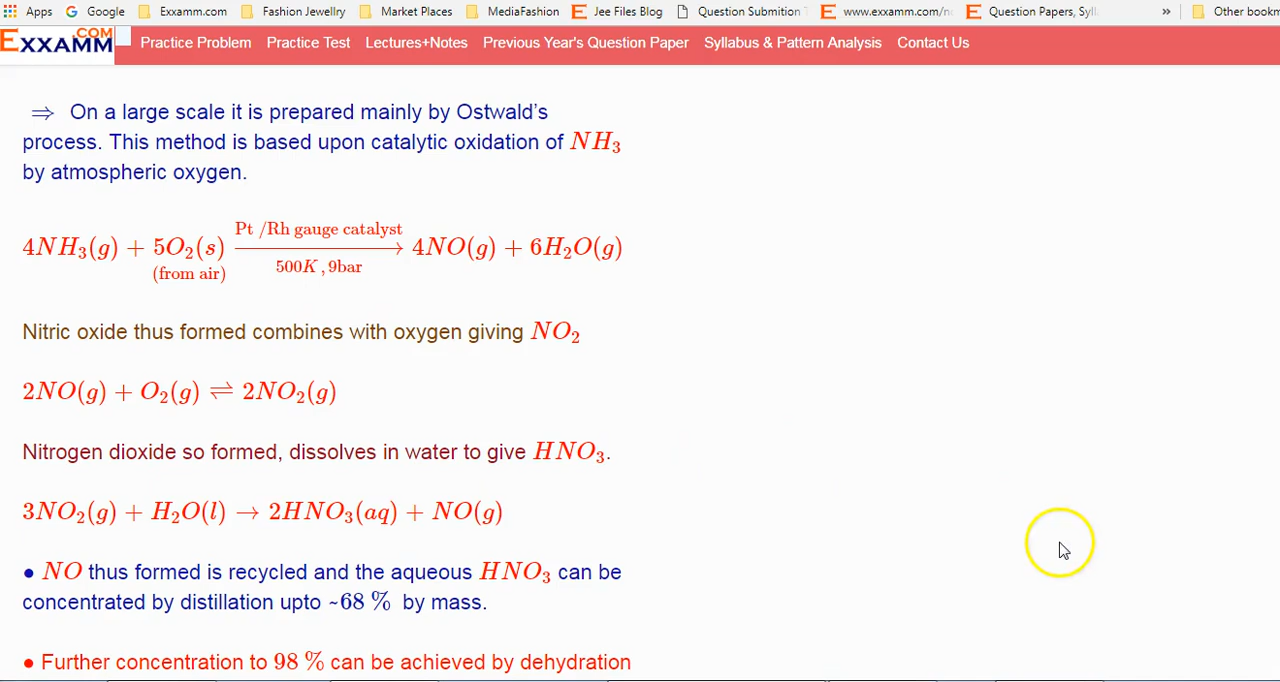 Apps Google Exxamm.com Fashion Jewellry Market Places MediaFashion Jee Files Blog Question Submition www.exxamm.com/n Question Papers, Syl » Other bookm
EXXAMM .COM Practice Problem Practice Test Lectures+Notes Previous Year's Question Paper Syllabus & Pattern Analysis Contact Us
⇒ On a large scale it is prepared mainly by Ostwald's
process. This method is based upon catalytic oxidation of NH₃
by atmospheric oxygen.
Pt /Rh gauge catalyst
4NH₃(g) + 5O₂(s) → 4NO(g) + 6H₂O(g)
(from air) 500K , 9bar
Nitric oxide thus formed combines with oxygen giving NO₂
2NO(g) + O₂(g) ⇌ 2NO₂(g)
Nitrogen dioxide so formed, dissolves in water to give HNO₃.
3NO₂(g) + H₂O(l) → 2HNO₃(aq) + NO(g)
● NO thus formed is recycled and the aqueous HNO₃ can be
concentrated by distillation upto ~68 % by mass.
● Further concentration to 98 % can be achieved by dehydration